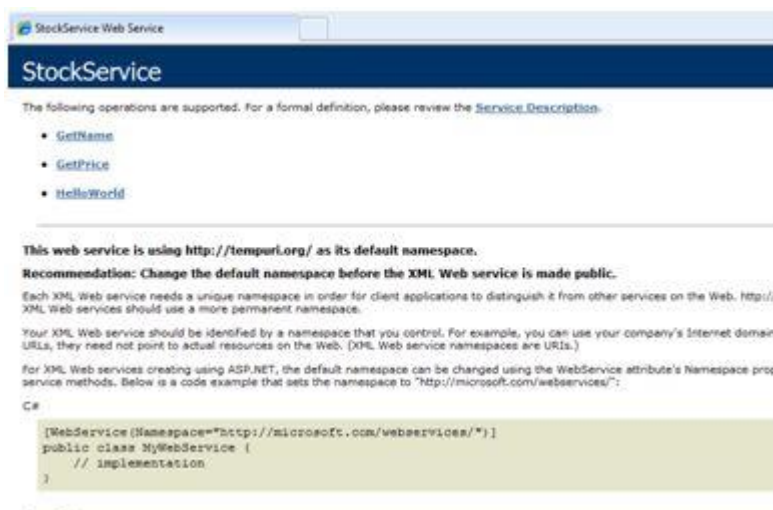 StockService Web Service
StockService
The following operations are supported. For a formal definition, please review the Service Description.
GetName
GetPrice
HelloWorld
This web service is using http://tempuri.org/ as its default namespace.
Recommendation: Change the default namespace before the XML Web service is made public.
Each XML Web service needs a unique namespace in order for client applications to distinguish it from other services on the Web. http:/
XML Web services should use a more permanent namespace.
Your XML Web service should be identified by a namespace that you control. For example, you can use your company's Internet domain
URLs, they need not point to actual resources on the Web. (XML Web service namespaces are URIs.)
For XML Web services creating using ASP.NET, the default namespace can be changed using the WebService attribute's Namespace prop
service methods. Below is a code example that sets the namespace to "http://microsoft.com/webservices/":
C#
[WebService(Namespace="http://microsoft.com/webservices/")]
public class MyWebService {
// implementation
}